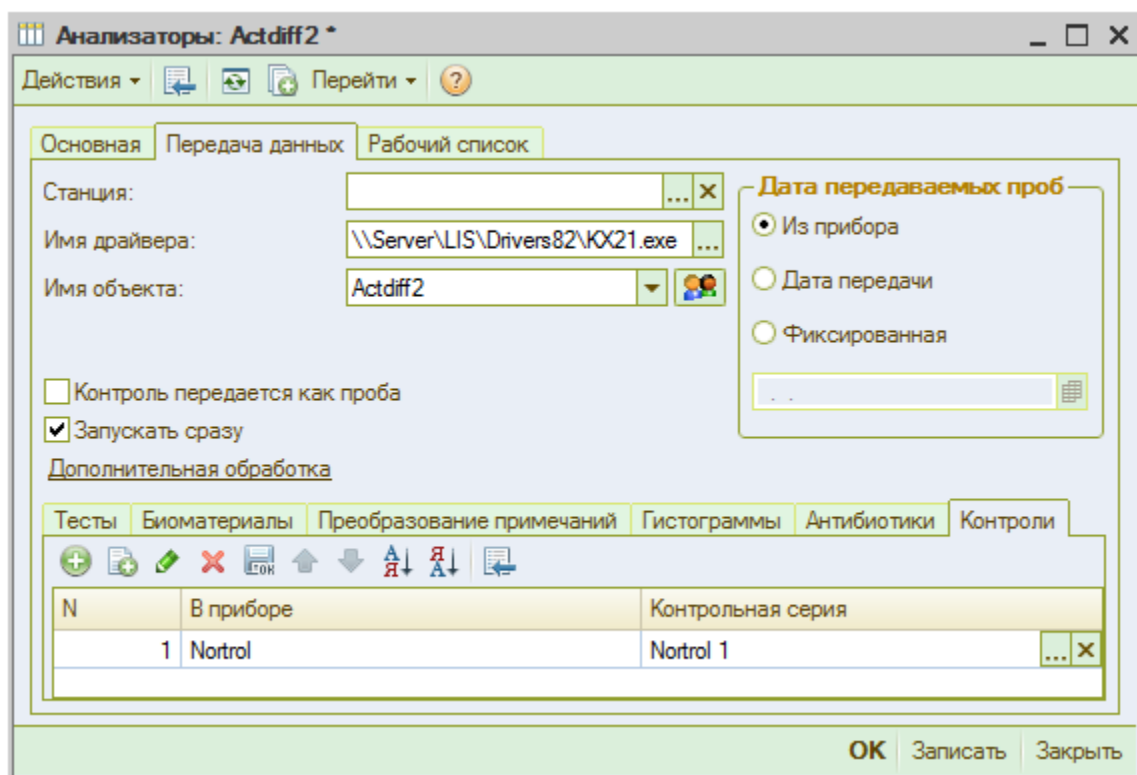 Анализаторы: Actdiff2 *
Действия Перейти ?
Основная Передача данных Рабочий список
Станция: ...
Дата передаваемых проб
Имя драйвера: \\Server\LIS\Drivers82\KX21.exe ...
Из прибора
Имя объекта: Actdiff2
Дата передачи
Фиксированная
Контроль передается как проба
. .
Запускать сразу
Дополнительная обработка
Тесты Биоматериалы Преобразование примечаний Гистограммы Антибиотики Контроли
N В приборе Контрольная серия
1 Nortrol Nortrol 1 ...
OK Записать Закрыть